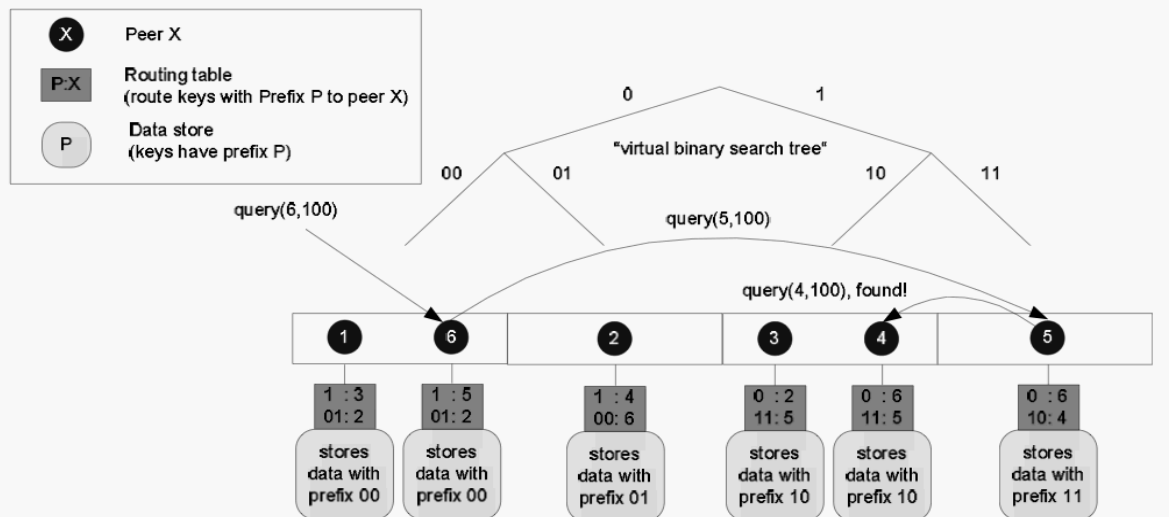 X
Peer X
P:X
Routing table
(route keys with Prefix P to peer X)
P
Data store
(keys have prefix P)
0
1
"virtual binary search tree"
00
01
10
11
query(6,100)
query(5,100)
query(4,100), found!
1
6
2
3
4
5
1 : 3
01: 2
1 : 5
01: 2
1 : 4
00: 6
0 : 2
11: 5
0 : 6
11: 5
0 : 6
10: 4
stores
data with
prefix 00
stores
data with
prefix 00
stores
data with
prefix 01
stores
data with
prefix 10
stores
data with
prefix 10
stores
data with
prefix 11